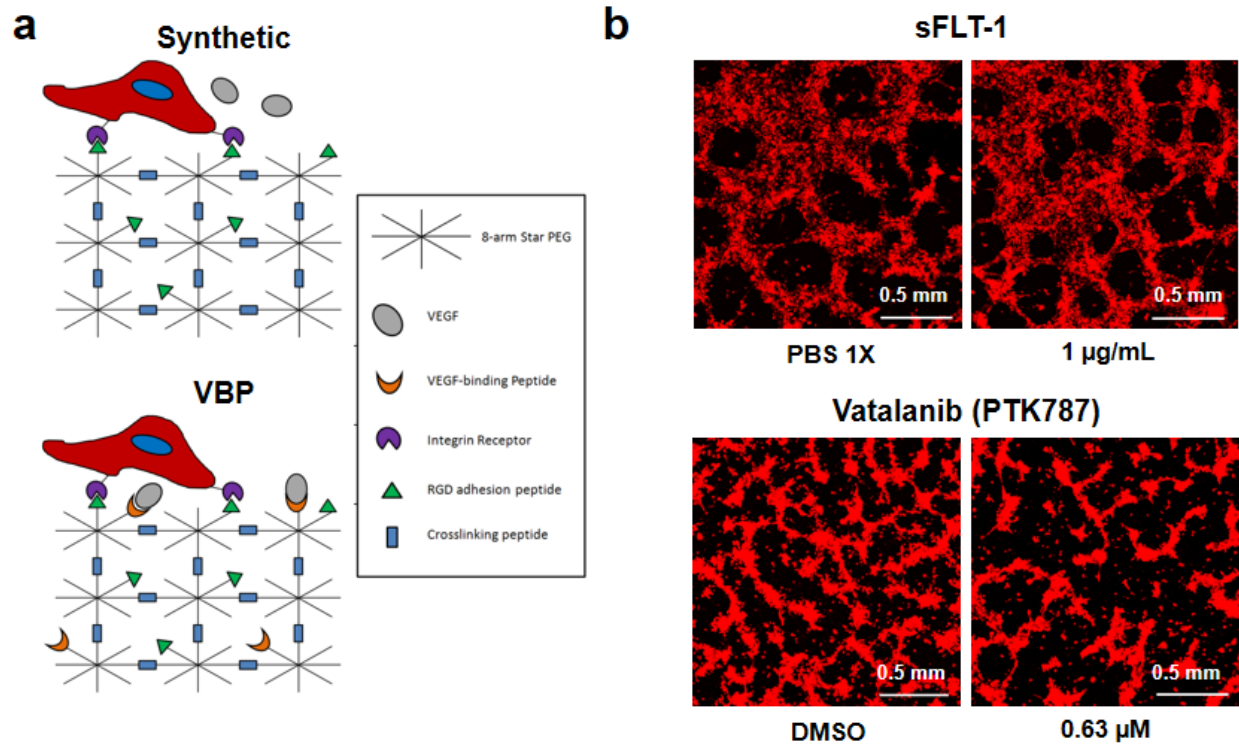 a
Synthetic
8-arm Star PEG
VEGF
VEGF-binding Peptide
Integrin Receptor
RGD adhesion peptide
Crosslinking peptide
VBP
b
sFLT-1
0.5 mm
0.5 mm
PBS 1X
1 µg/mL
Vatalanib (PTK787)
0.5 mm
0.5 mm
DMSO
0.63 µM